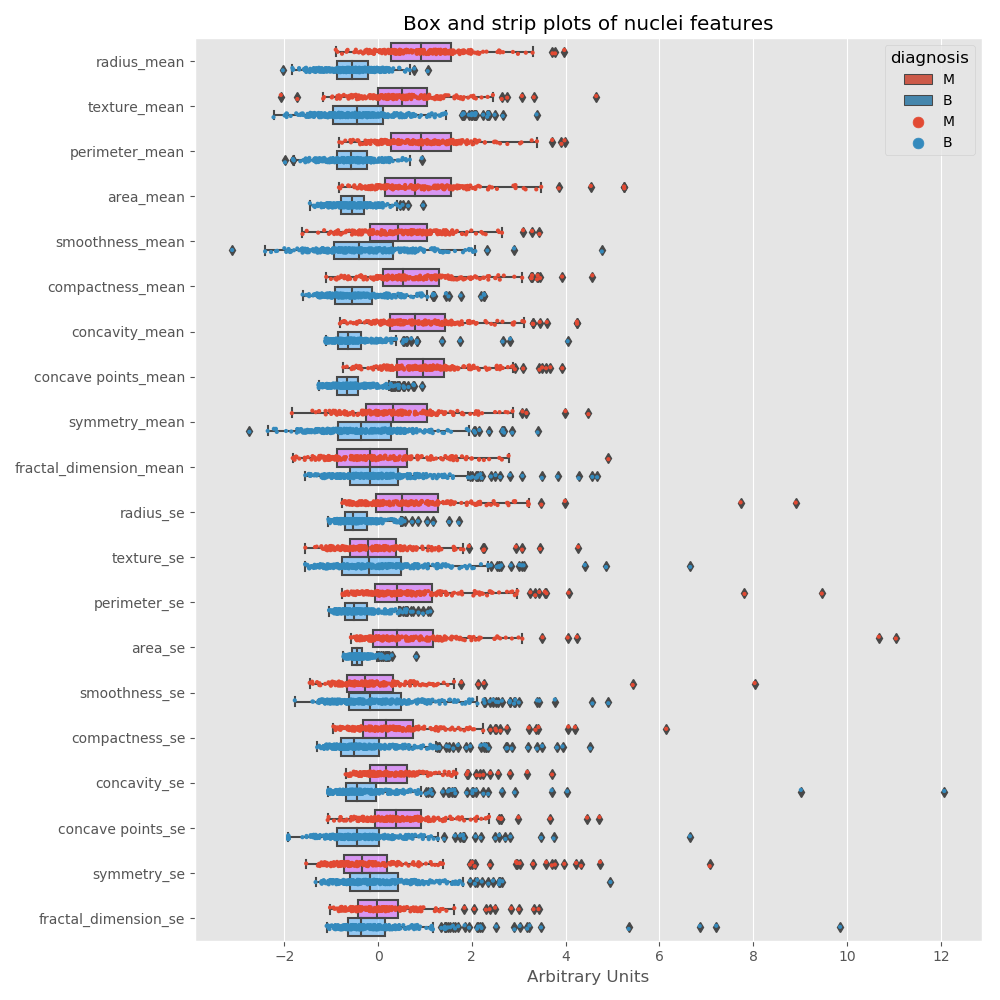 Box and strip plots of nuclei features
diagnosis
M
B
M
B
radius_mean
texture_mean
perimeter_mean
area_mean
smoothness_mean
compactness_mean
concavity_mean
concave points_mean
symmetry_mean
fractal_dimension_mean
radius_se
texture_se
perimeter_se
area_se
smoothness_se
compactness_se
concavity_se
concave points_se
symmetry_se
fractal_dimension_se
−2 0 2 4 6 8 10 12
Arbitrary Units